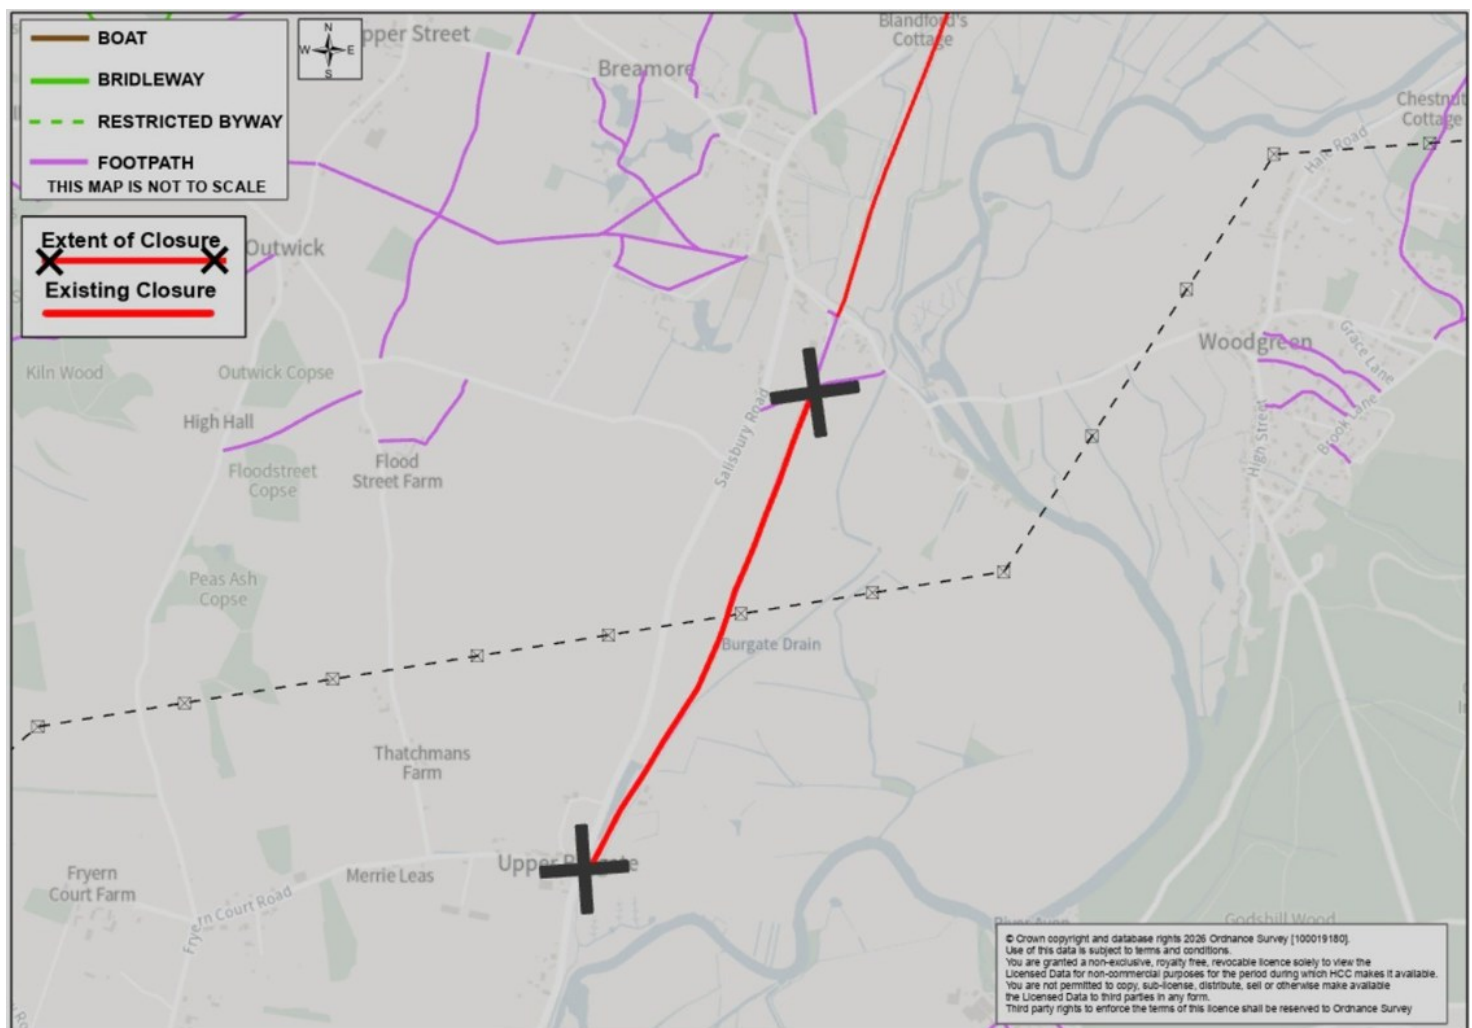 BOAT
BRIDLEWAY
RESTRICTED BYWAY
FOOTPATH
THIS MAP IS NOT TO SCALE
N
W
E
S
Extent of Closure
Existing Closure
pper Street
Breamore
Blandford's
Cottage
Chestnut
Cottage
Hale Road
Outwick
Woodgreen
Grace Lane
Brook Lane
High Street
Kiln Wood
Outwick Copse
High Hall
Floodstreet
Copse
Flood
Street Farm
Salisbury Road
Peas Ash
Copse
Burgate Drain
Thatchmans
Farm
Fryern
Court Farm
Merrie Leas
Upper
Fryern Court Road
River Avon
Godshill Wood
© Crown copyright and database rights 2026 Ordnance Survey [100019180].
Use of this data is subject to terms and conditions.
You are granted a non-exclusive, royalty free, revocable licence solely to view the
Licensed Data for non-commercial purposes for the period during which HCC makes it available.
You are not permitted to copy, sub-license, distribute, sell or otherwise make available
the Licensed Data to third parties in any form.
Third party rights to enforce the terms of this licence shall be reserved to Ordnance Survey